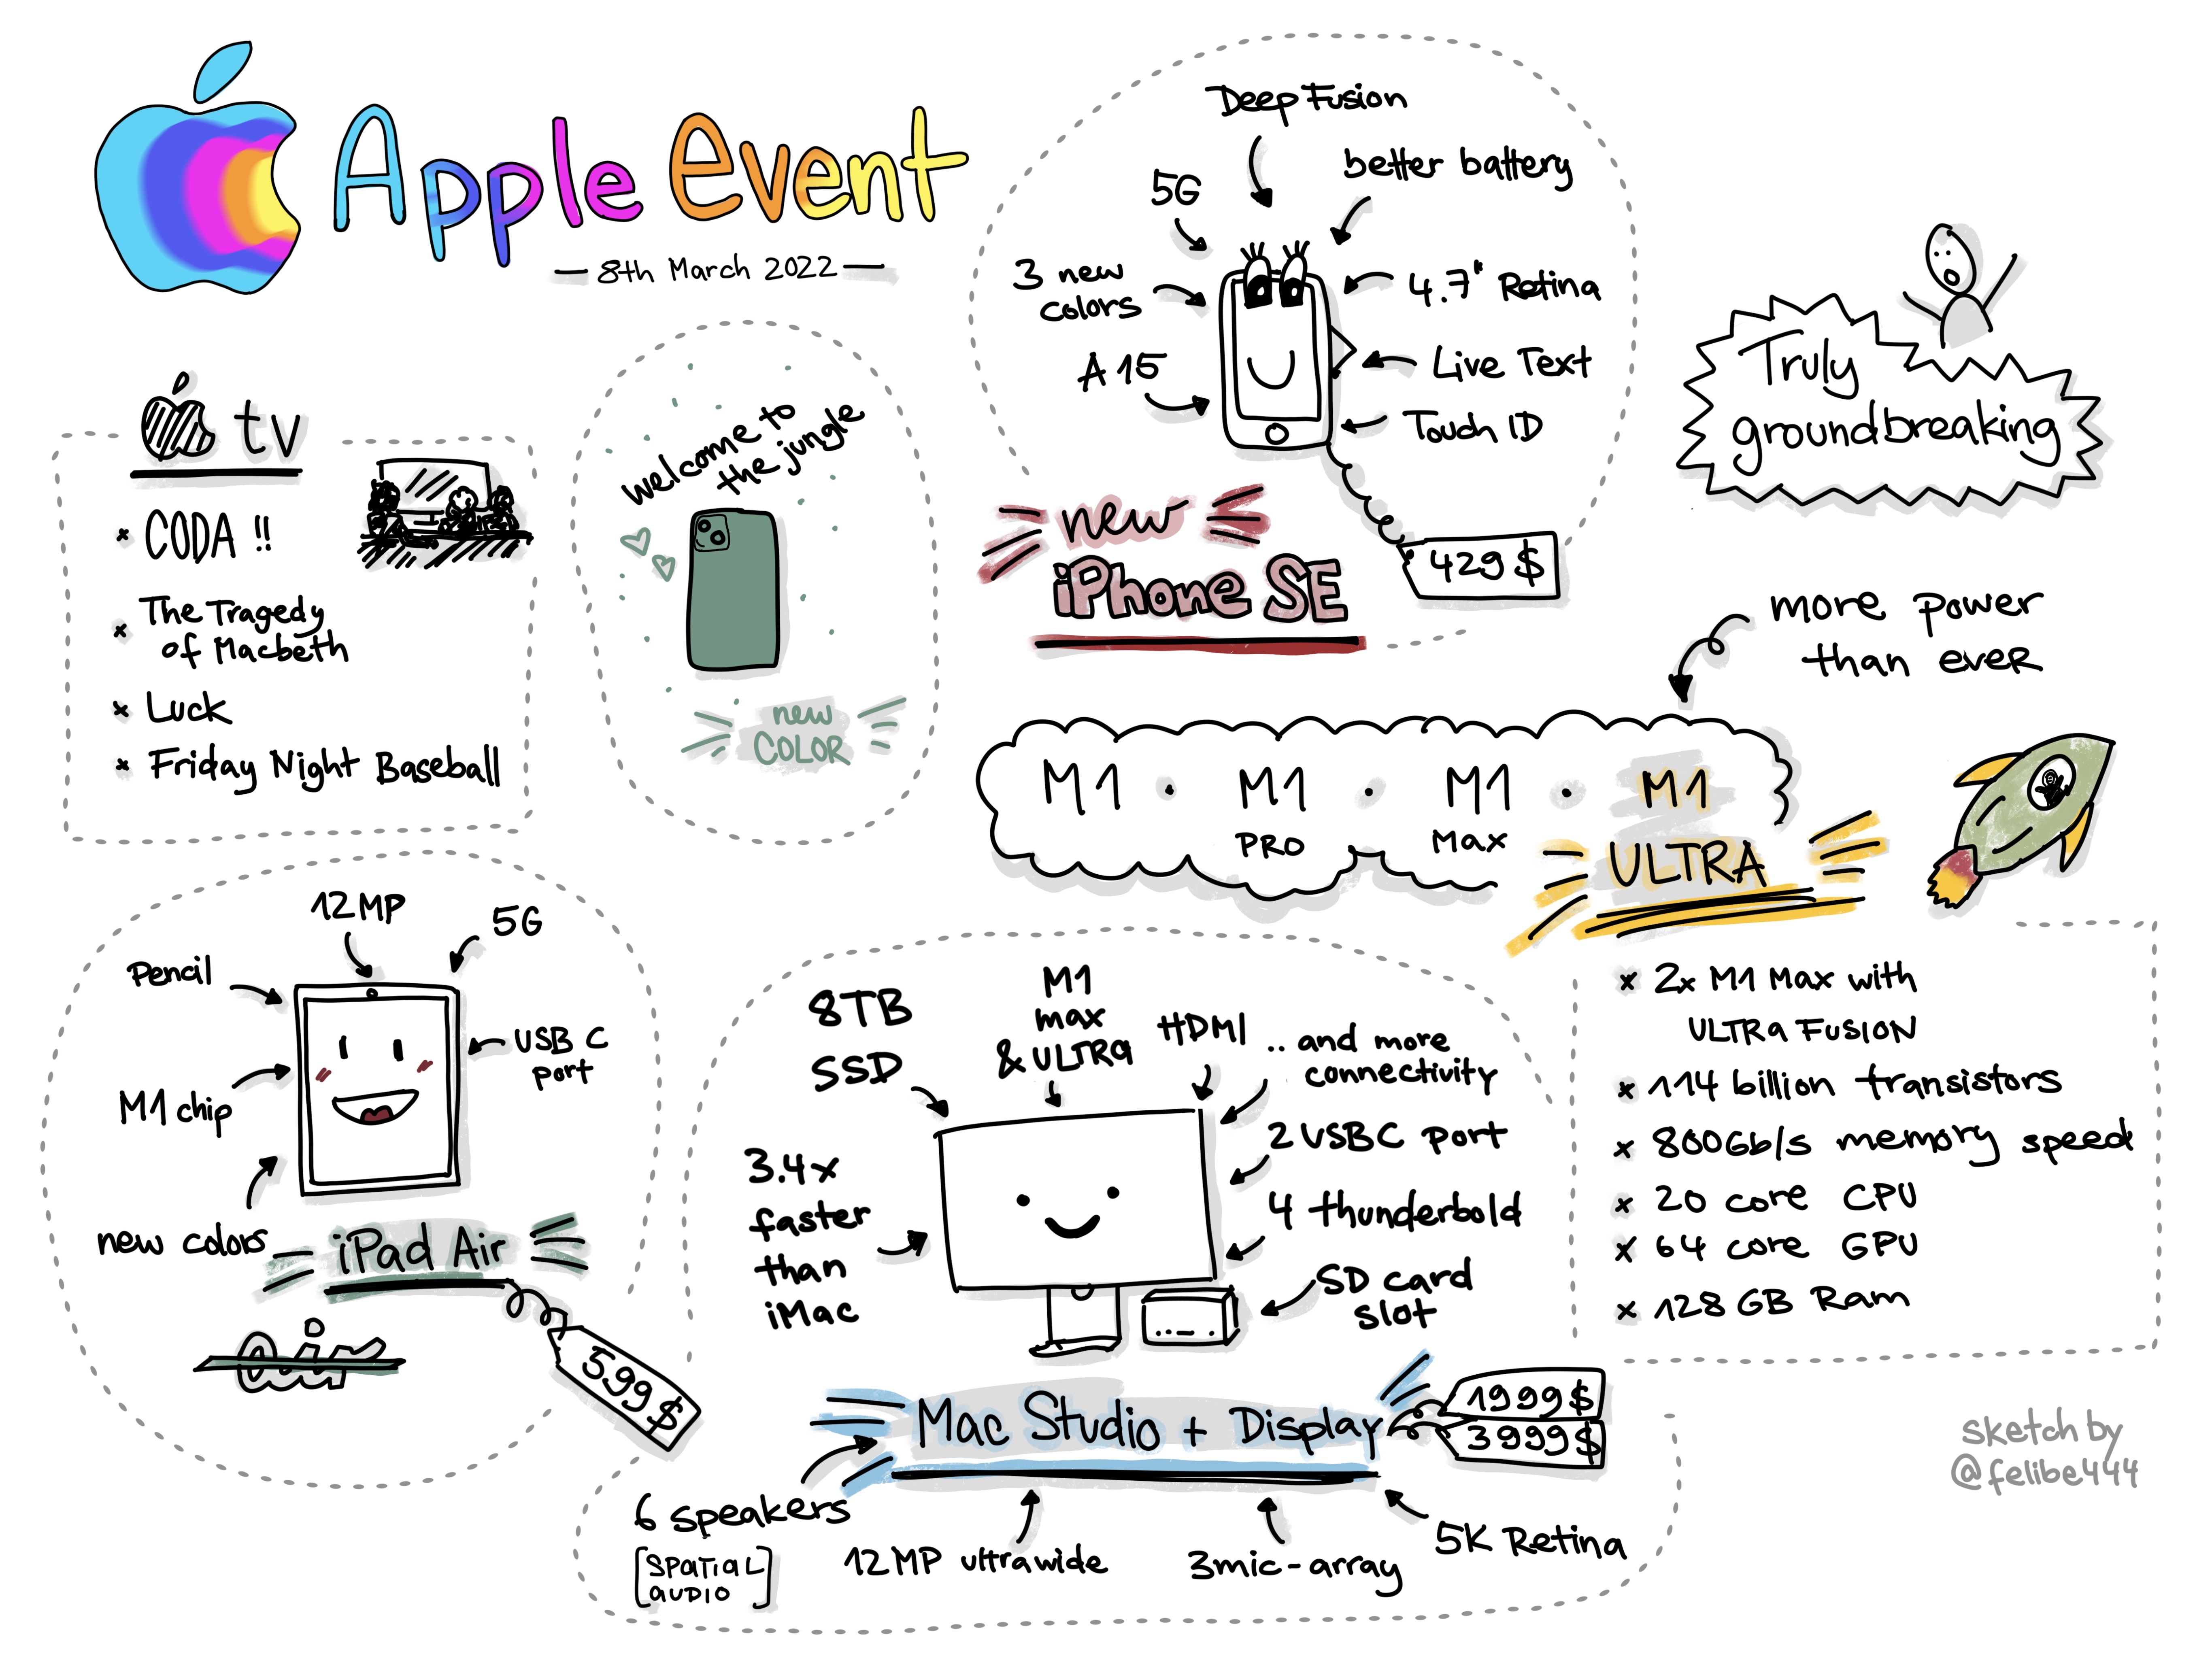 Apple Event
— 8th March 2022 —
tv
x CODA !!
x The Tragedy
of Macbeth
x Luck
x Friday Night Baseball
welcome to
the jungle
new
COLOR
Deep Fusion
5G
better battery
3 new
colors
4.7" Retina
A15
Live Text
Touch ID
new
iPhone SE
429$
Truly
groundbreaking
more power
than ever
M1 · M1 · M1 · M1
PRO
Max
ULTRA
x 2x M1 Max with
ULTRA FUSION
x 114 billion transistors
x 800Gb/s memory speed
x 20 core CPU
x 64 core GPU
x 128 GB Ram
12MP
5G
Pencil
USB C
port
M1 chip
new colors
iPad Air
air
599$
8TB
SSD
M1
max
& ULTRA
HDMI
.. and more
connectivity
2 USBC port
3.4x
faster
than
iMac
4 thunderbold
SD card
slot
Mac Studio + Display
1999$
3999$
6 speakers
[SPATIAL
AUDIO]
12MP ultrawide
3mic-array
5K Retina
sketch by
@felibe444